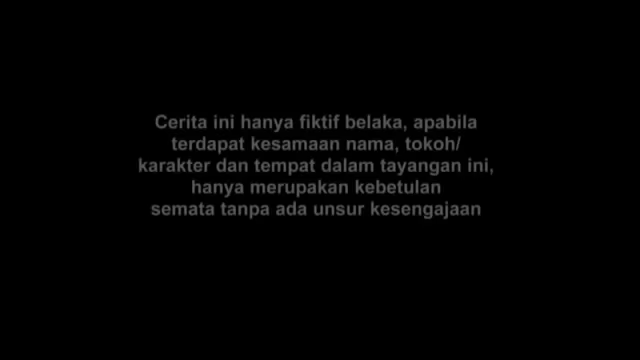 Cerita ini hanya fiktif belaka, apabila
terdapat kesamaan nama, tokoh/
karakter dan tempat dalam tayangan ini,
hanya merupakan kebetulan
semata tanpa ada unsur kesengajaan